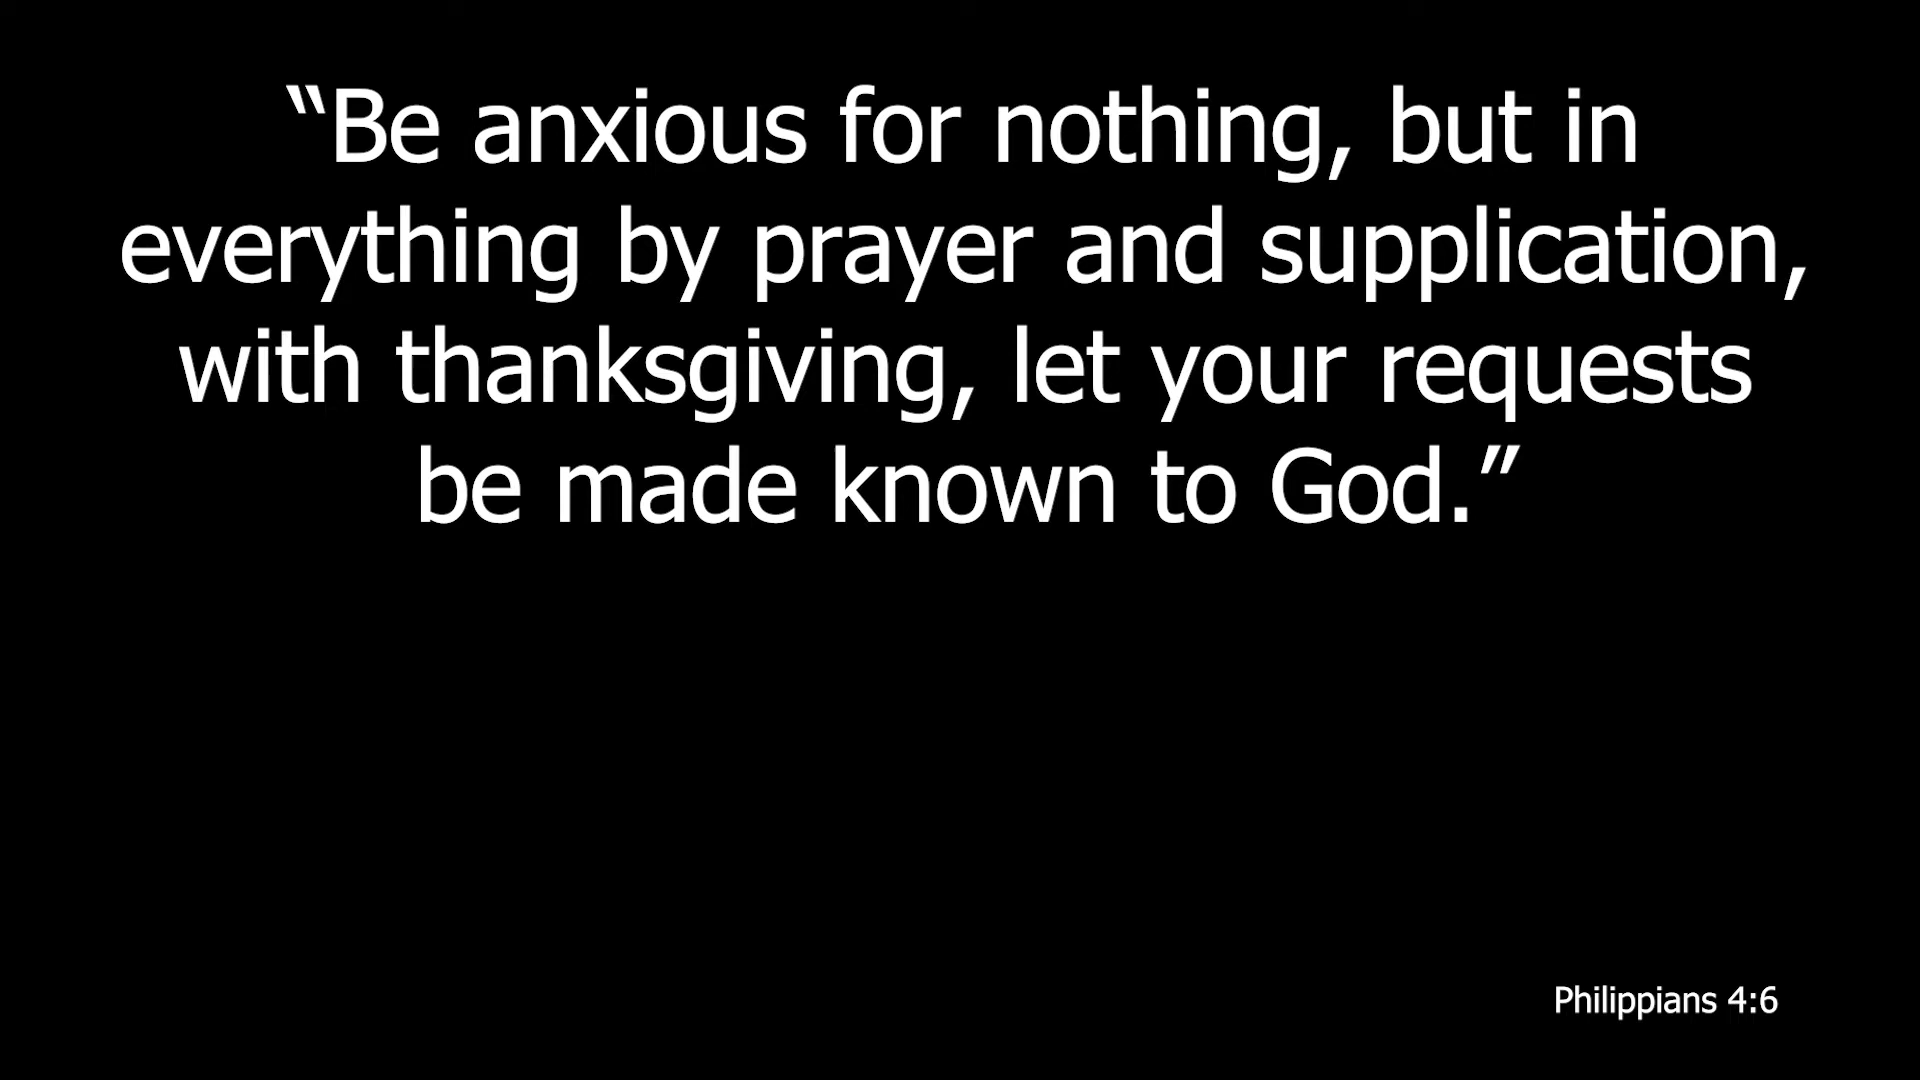 “Be anxious for nothing, but in
everything by prayer and supplication,
with thanksgiving, let your requests
be made known to God.”
Philippians 4:6